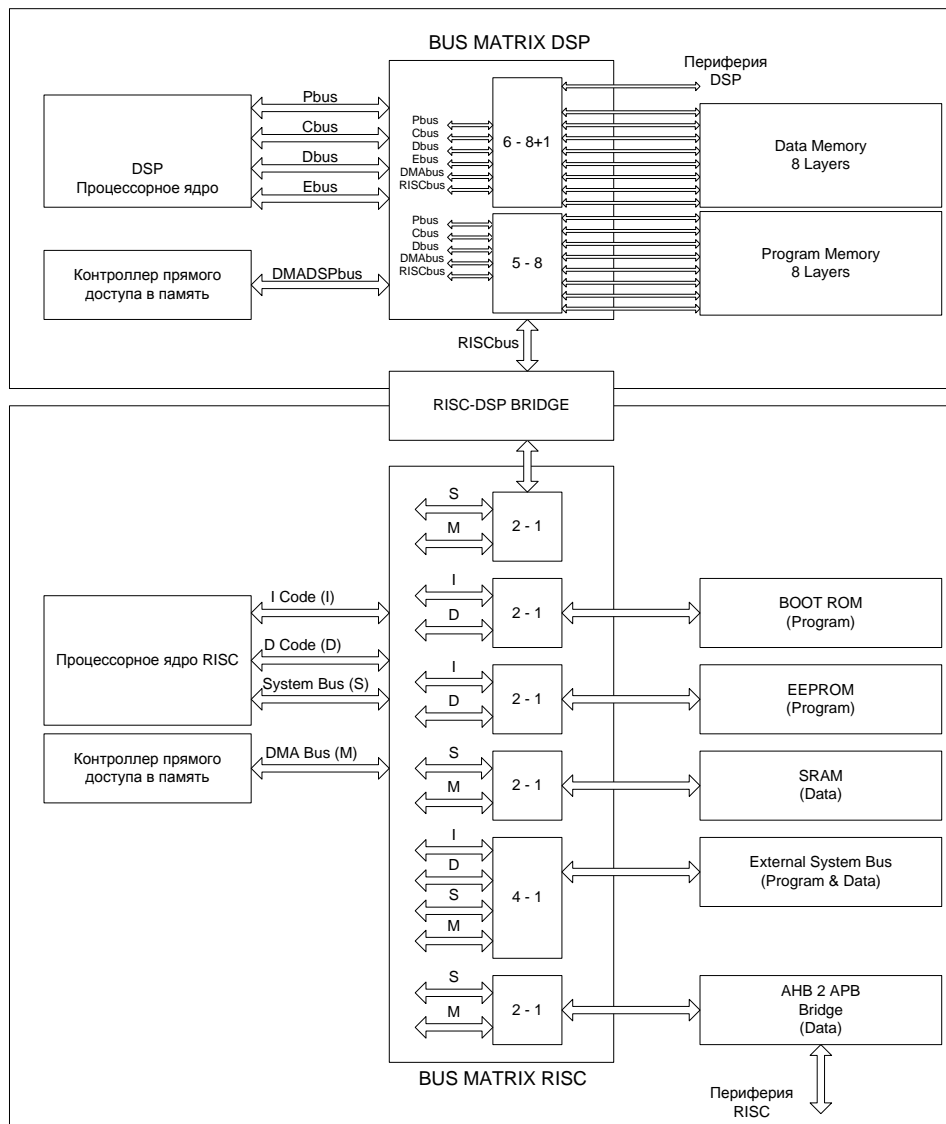 BUS MATRIX DSP
Периферия
DSP
DSP
Процессорное ядро
Pbus
Cbus
Dbus
Ebus
Pbus
Cbus
Dbus
Ebus
DMAbus
RISCbus
6 - 8+1
Data Memory
8 Layers
Контроллер прямого
доступа в память
DMADSPbus
Pbus
Cbus
Dbus
DMAbus
RISCbus
5 - 8
Program Memory
8 Layers
RISCbus
RISC-DSP BRIDGE
S
M
2 - 1
Процессорное ядро RISC
I Code (I)
D Code (D)
System Bus (S)
I
D
2 - 1
BOOT ROM
(Program)
I
D
2 - 1
EEPROM
(Program)
Контроллер прямого
доступа в память
DMA Bus (M)
S
M
2 - 1
SRAM
(Data)
I
D
S
M
4 - 1
External System Bus
(Program & Data)
S
M
2 - 1
AHB 2 APB
Bridge
(Data)
BUS MATRIX RISC
Периферия
RISC